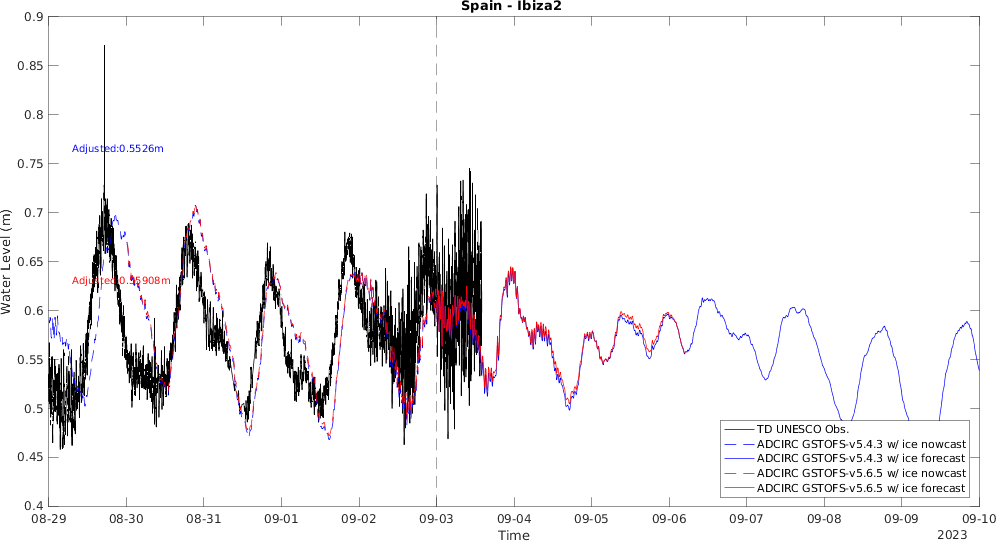 Spain - Ibiza2
Water Level (m)
0.9
0.85
0.8
0.75
0.7
0.65
0.6
0.55
0.5
0.45
0.4
Adjusted:0.5526m
Adjusted:0.55908m
TD UNESCO Obs.
ADCIRC GSTOFS-v5.4.3 w/ ice nowcast
ADCIRC GSTOFS-v5.4.3 w/ ice forecast
ADCIRC GSTOFS-v5.6.5 w/ ice nowcast
ADCIRC GSTOFS-v5.6.5 w/ ice forecast
08-29 08-30 08-31 09-01 09-02 09-03 09-04 09-05 09-06 09-07 09-08 09-09 09-10
Time
2023